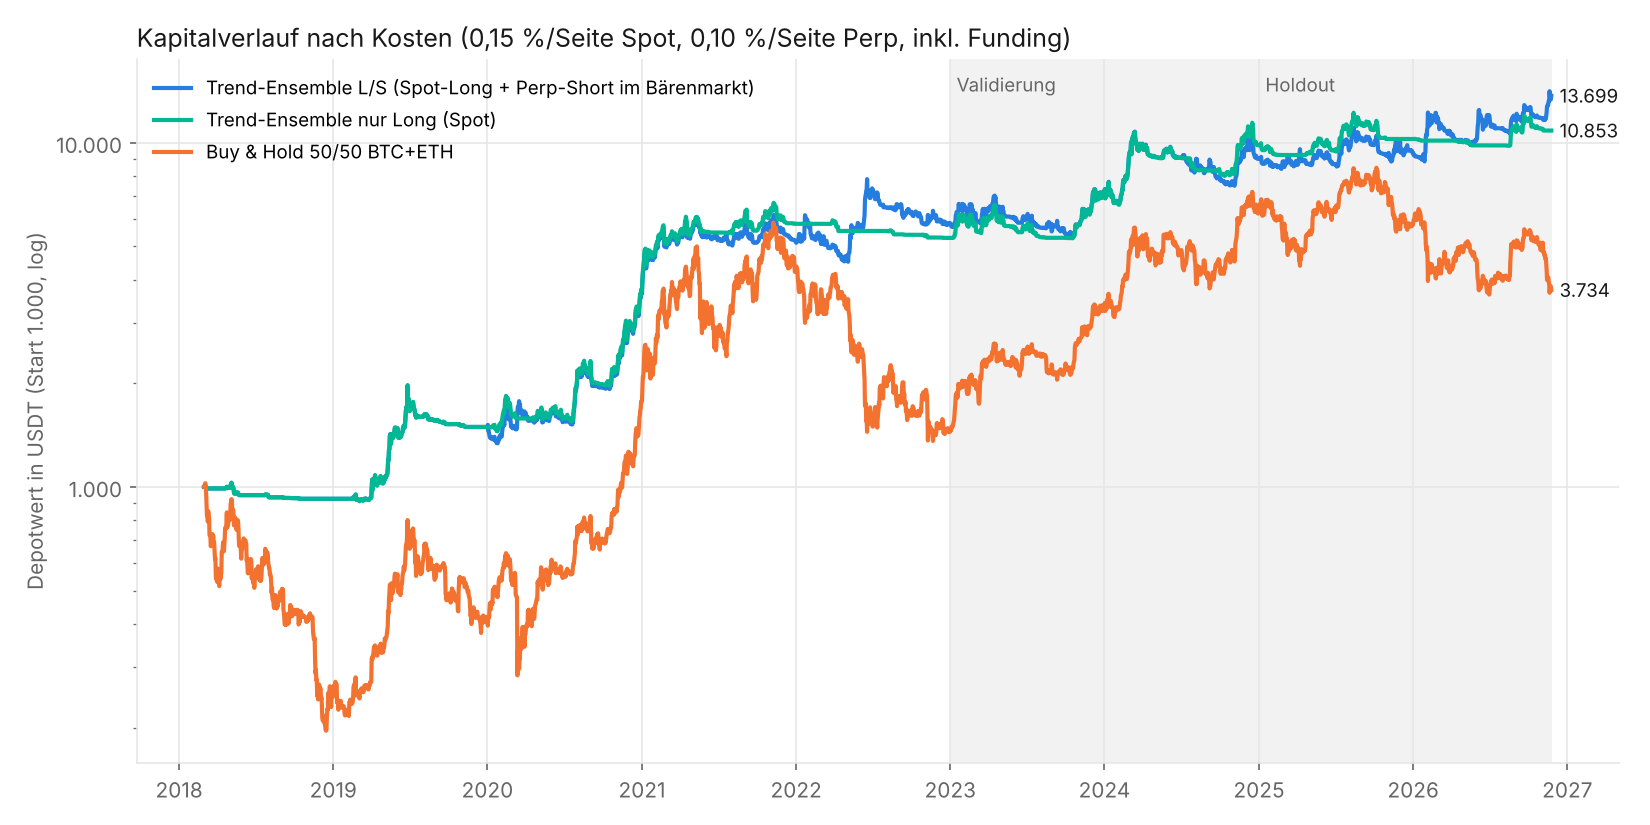 Kapitalverlauf nach Kosten (0,15 %/Seite Spot, 0,10 %/Seite Perp, inkl. Funding)
Trend-Ensemble L/S (Spot-Long + Perp-Short im Bärenmarkt)
Trend-Ensemble nur Long (Spot)
Buy & Hold 50/50 BTC+ETH
Validierung
Holdout
13.699
10.853
3.734
Depotwert in USDT (Start 1.000, log)
10.000
1.000
2018 2019 2020 2021 2022 2023 2024 2025 2026 2027